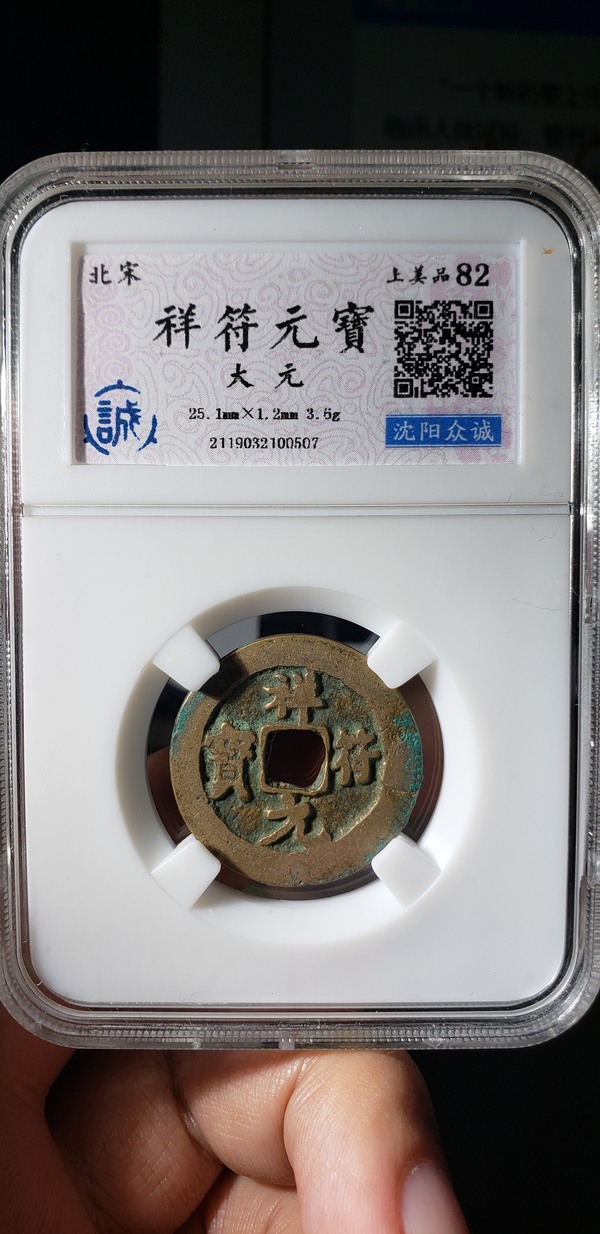 北宋
上美品82
祥符元寶
大元
25.1mm×1.2mm 3.6g
2119032100507
誠
沈阳众诚
祥符元寶